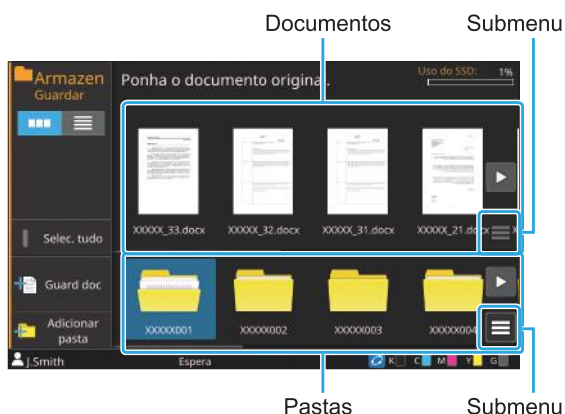 Documentos Submenu
Armazen
Guardar
Ponha o documento origina..
Uso do SSD: 1%
XXXXX_33.docx XXXXX_32.docx XXXXX_31.docx XXXXX_21.docx
Selec. tudo
Guard doc
Adicionar
pasta
XXXXX001 XXXXX002 XXXXX003 XXXXX004
J.Smith Espera K C M Y G
Pastas Submenu